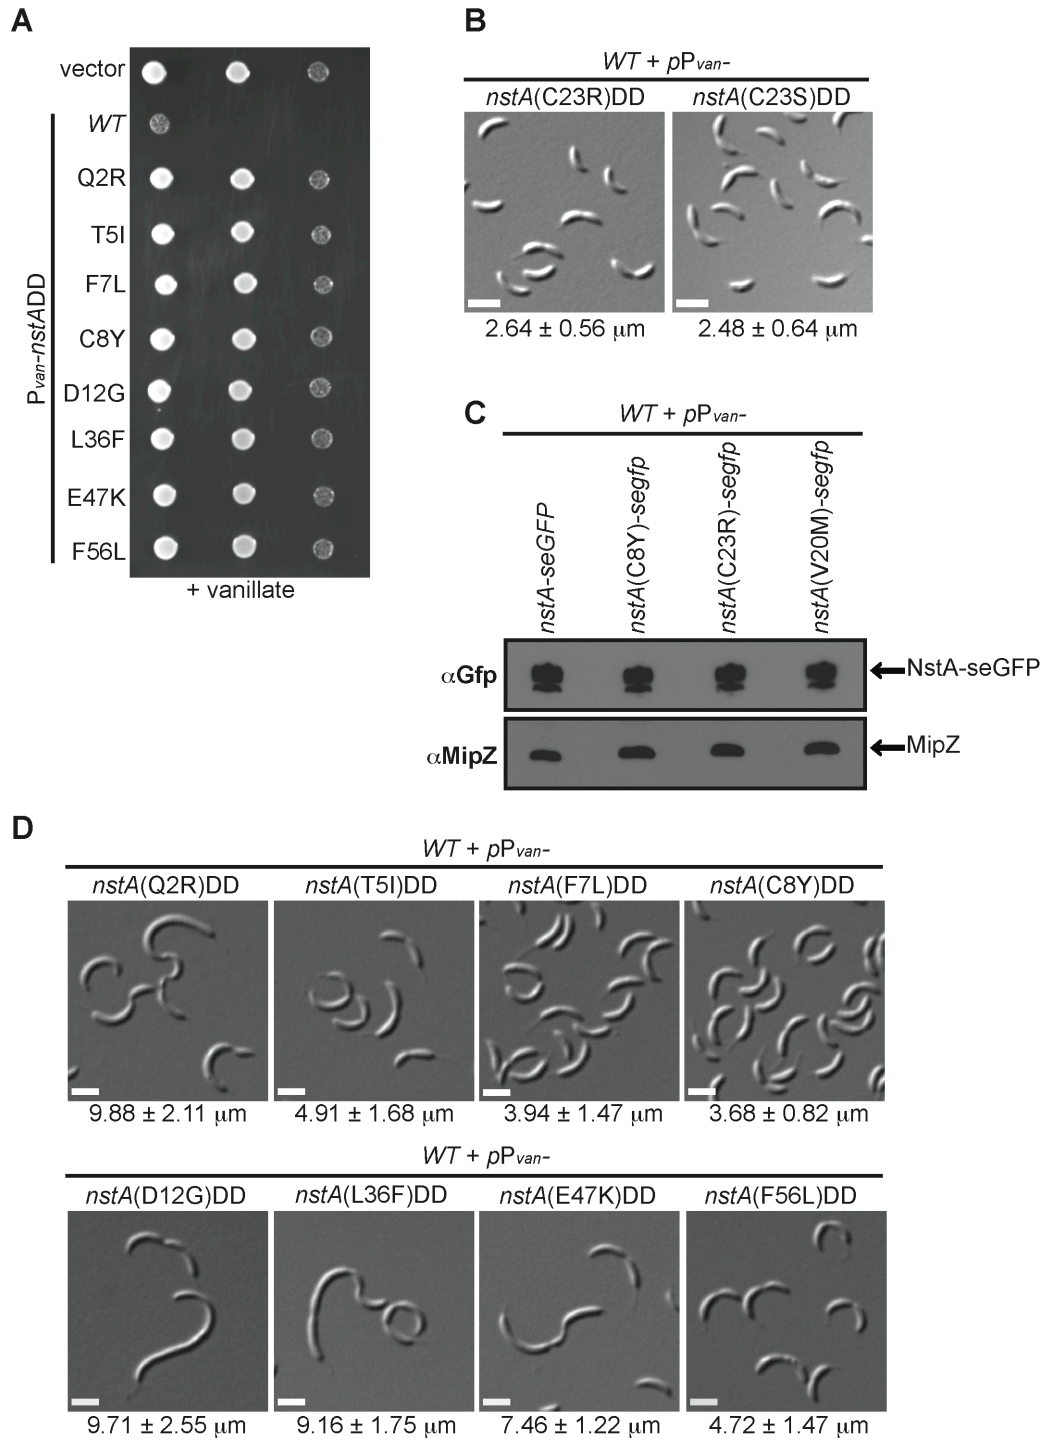 A
vector
WT
Q2R
T5I
F7L
C8Y
D12G
L36F
E47K
F56L
Pvan-nstADD
+ vanillate
B
WT + pPvan-
nstA(C23R)DD nstA(C23S)DD
2.64 ± 0.56 μm 2.48 ± 0.64 μm
C
WT + pPvan-
nstA-seGFP
nstA(C8Y)-segfp
nstA(C23R)-segfp
nstA(V20M)-segfp
αGfp NstA-seGFP
αMipZ MipZ
D
WT + pPvan-
nstA(Q2R)DD nstA(T5I)DD nstA(F7L)DD nstA(C8Y)DD
9.88 ± 2.11 μm 4.91 ± 1.68 μm 3.94 ± 1.47 μm 3.68 ± 0.82 μm
WT + pPvan-
nstA(D12G)DD nstA(L36F)DD nstA(E47K)DD nstA(F56L)DD
9.71 ± 2.55 μm 9.16 ± 1.75 μm 7.46 ± 1.22 μm 4.72 ± 1.47 μm